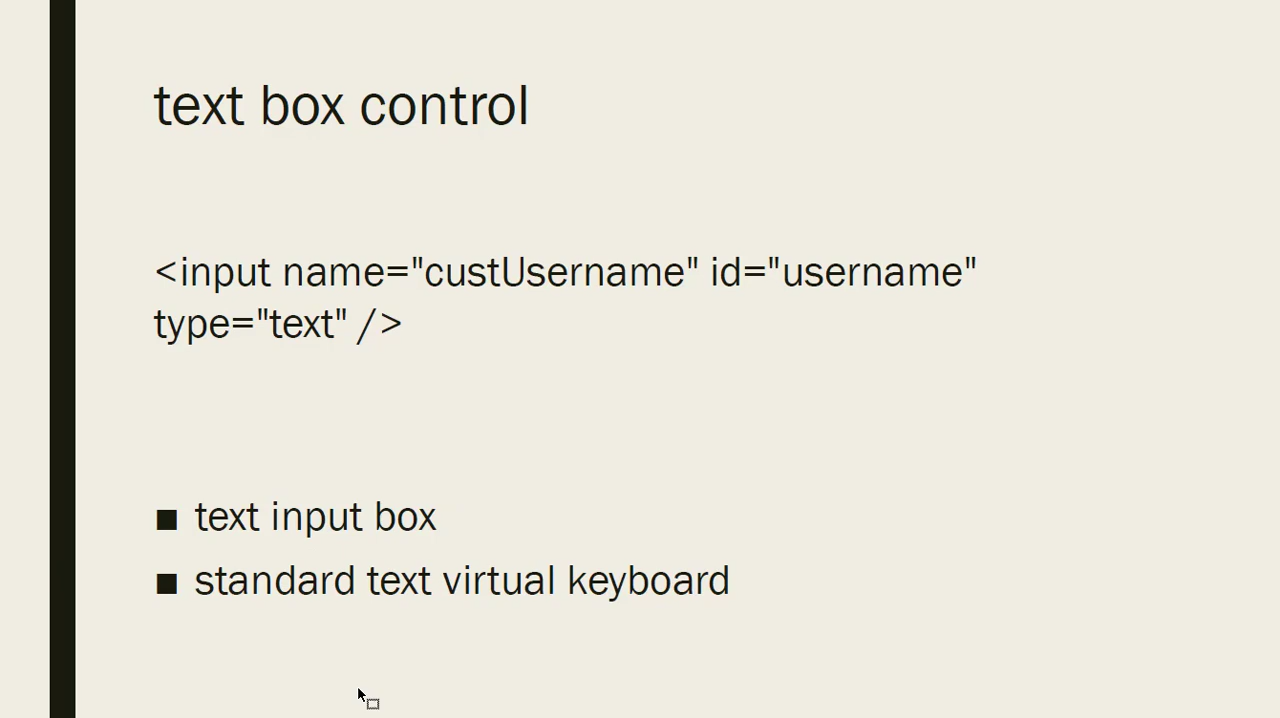 text box control
<input name="custUsername" id="username"
type="text" />
■ text input box
■ standard text virtual keyboard